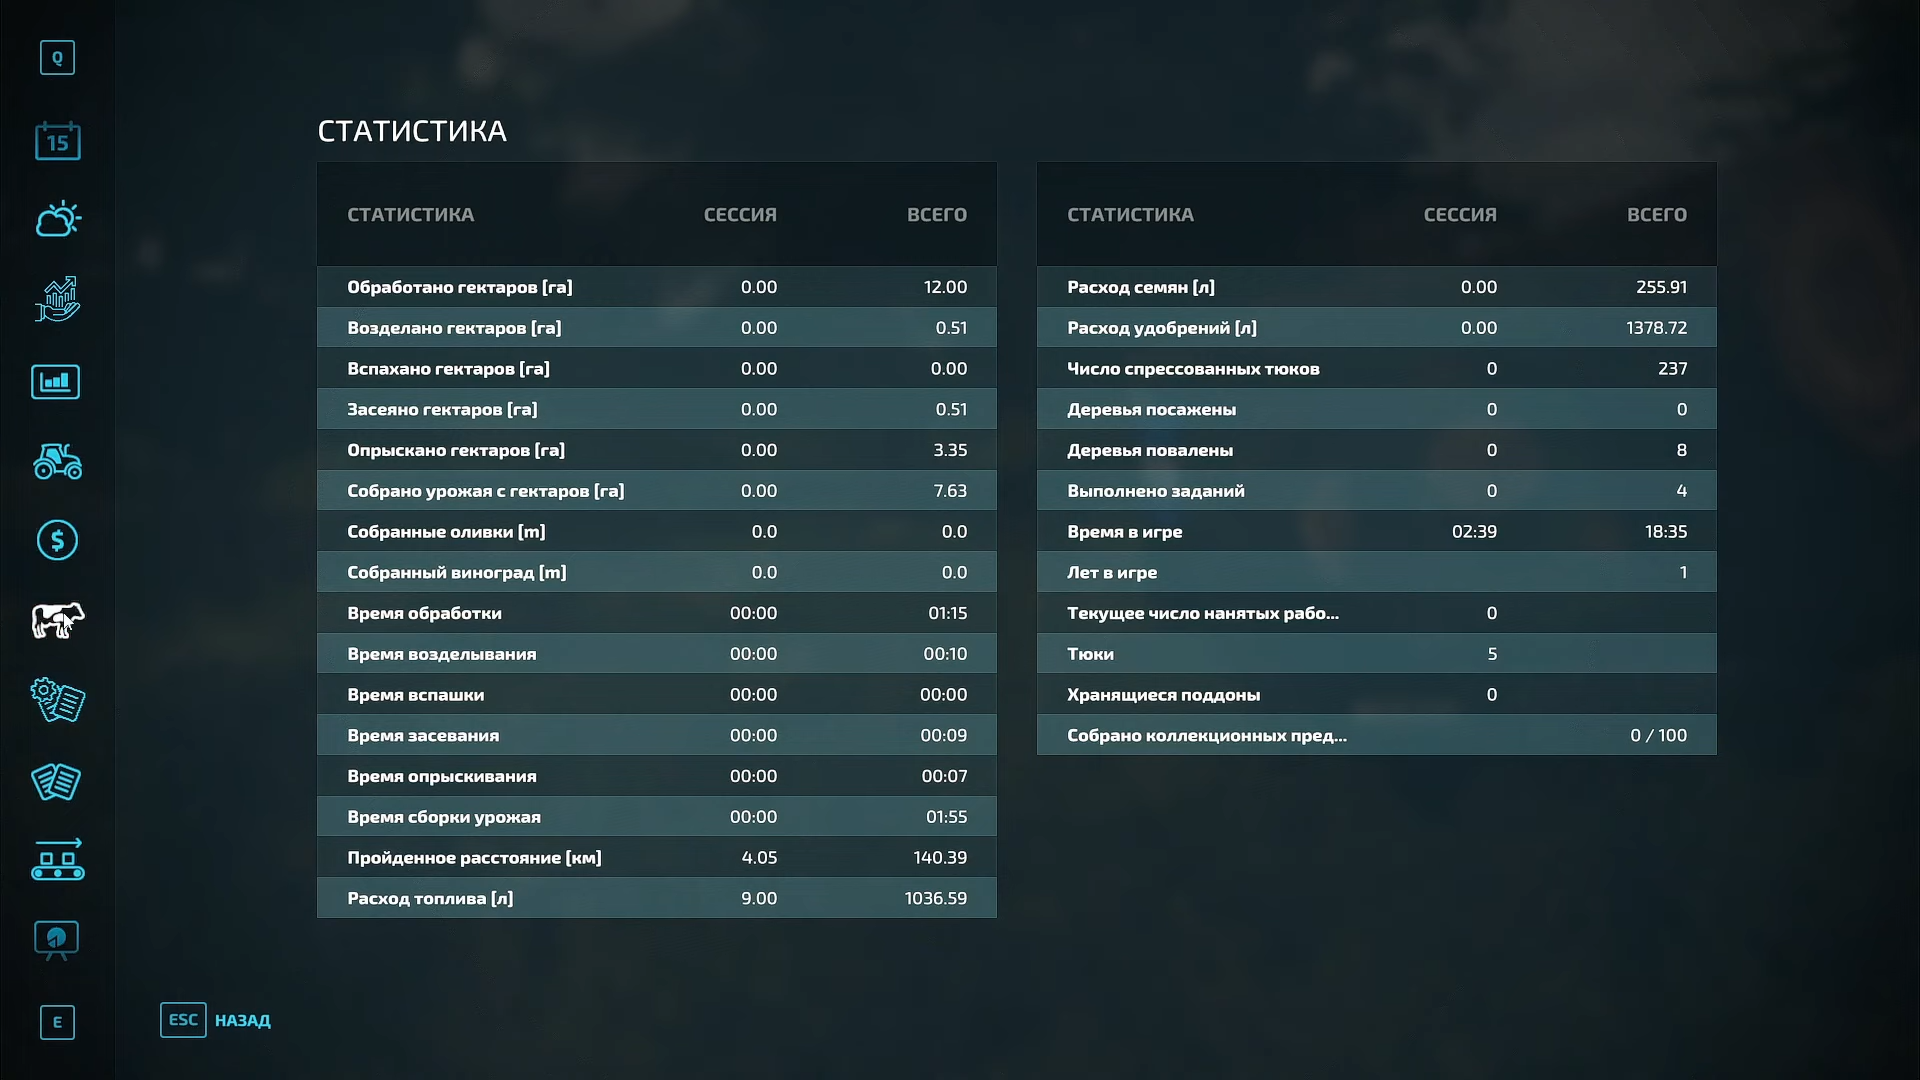 Q
15
СТАТИСТИКА
СТАТИСТИКА СЕССИЯ ВСЕГО
Обработано гектаров [га] 0.00 12.00
Возделано гектаров [га] 0.00 0.51
Вспахано гектаров [га] 0.00 0.00
Засеяно гектаров [га] 0.00 0.51
Опрыскано гектаров [га] 0.00 3.35
Собрано урожая с гектаров [га] 0.00 7.63
Собранные оливки [т] 0.0 0.0
Собранный виноград [т] 0.0 0.0
Время обработки 00:00 01:15
Время возделывания 00:00 00:10
Время вспашки 00:00 00:00
Время засевания 00:00 00:09
Время опрыскивания 00:00 00:07
Время сборки урожая 00:00 01:55
Пройденное расстояние [км] 4.05 140.39
Расход топлива [л] 9.00 1036.59
СТАТИСТИКА СЕССИЯ ВСЕГО
Расход семян [л] 0.00 255.91
Расход удобрений [л] 0.00 1378.72
Число спрессованных тюков 0 237
Деревья посажены 0 0
Деревья повалены 0 8
Выполнено заданий 0 4
Время в игре 02:39 18:35
Лет в игре 1
Текущее число нанятых рабо... 0
Тюки 5
Хранящиеся поддоны 0
Собрано коллекционных пред... 0 / 100
$
E
ESC НАЗАД